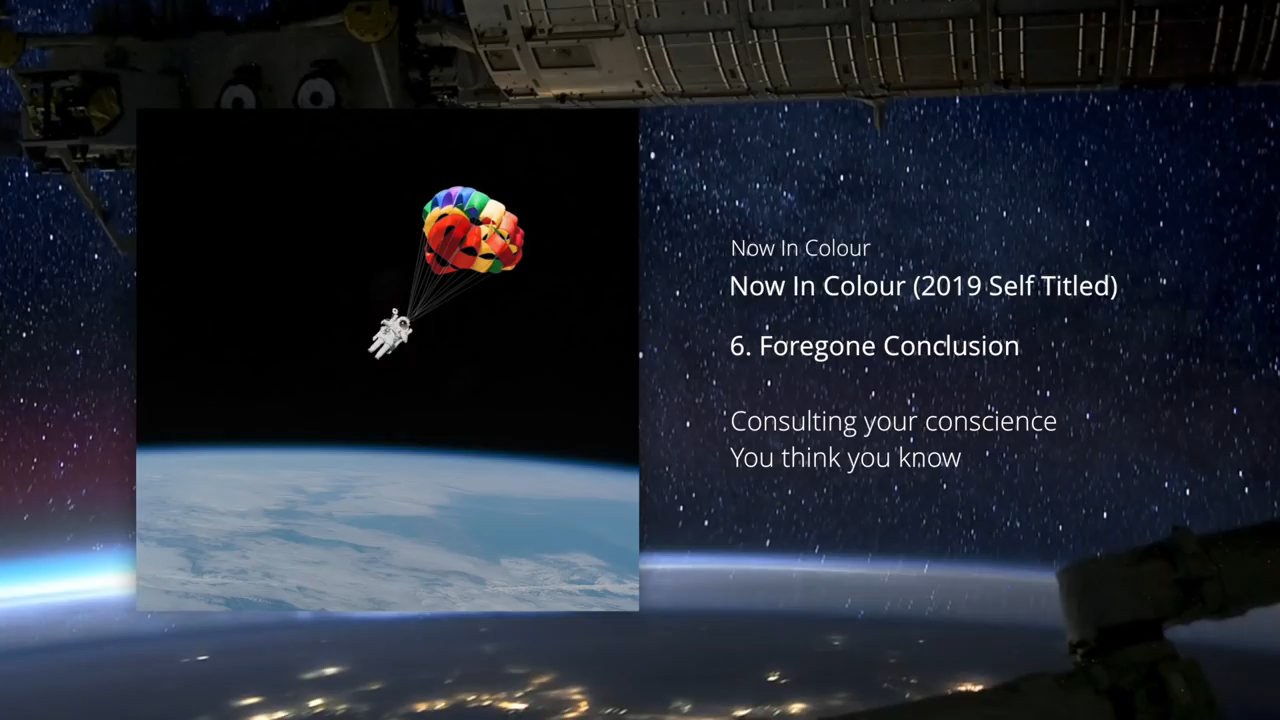 Now In Colour
Now In Colour (2019 Self Titled)
6. Foregone Conclusion
Consulting your conscience
You think you know